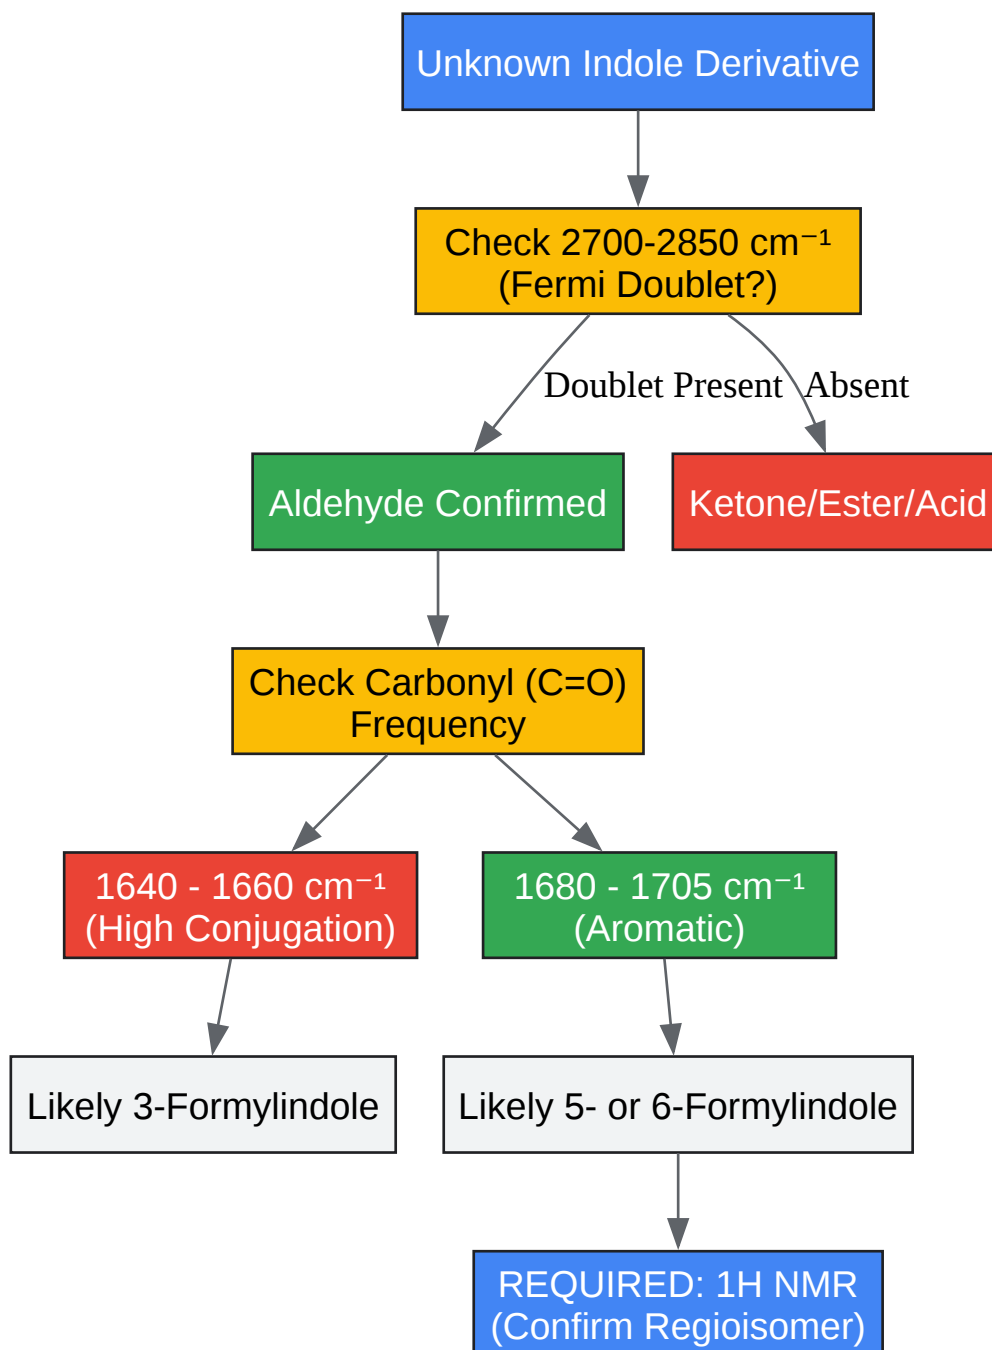 Unknown Indole Derivative
Check 2700-2850 cm⁻¹
(Fermi Doublet?)
Doublet Present
Absent
Aldehyde Confirmed
Ketone/Ester/Acid
Check Carbonyl (C=O)
Frequency
1640 - 1660 cm⁻¹
(High Conjugation)
1680 - 1705 cm⁻¹
(Aromatic)
Likely 3-Formylindole
Likely 5- or 6-Formylindole
REQUIRED: 1H NMR
(Confirm Regioisomer)